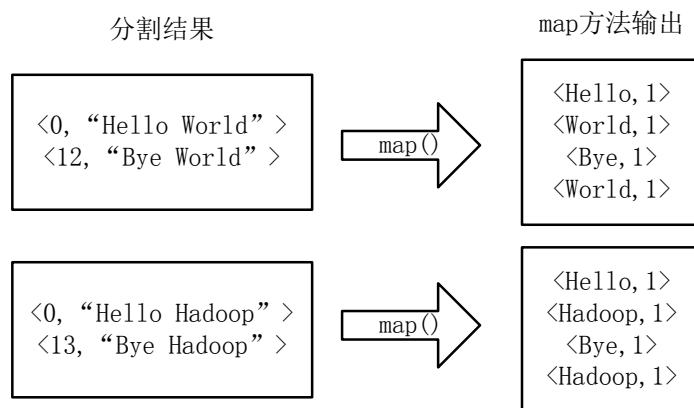 分割结果
map方法输出
<0, “Hello World” >
<12, “Bye World” >
map()
<Hello, 1>
<World, 1>
<Bye, 1>
<World, 1>
<0, “Hello Hadoop” >
<13, “Bye Hadoop” >
map()
<Hello, 1>
<Hadoop, 1>
<Bye, 1>
<Hadoop, 1>